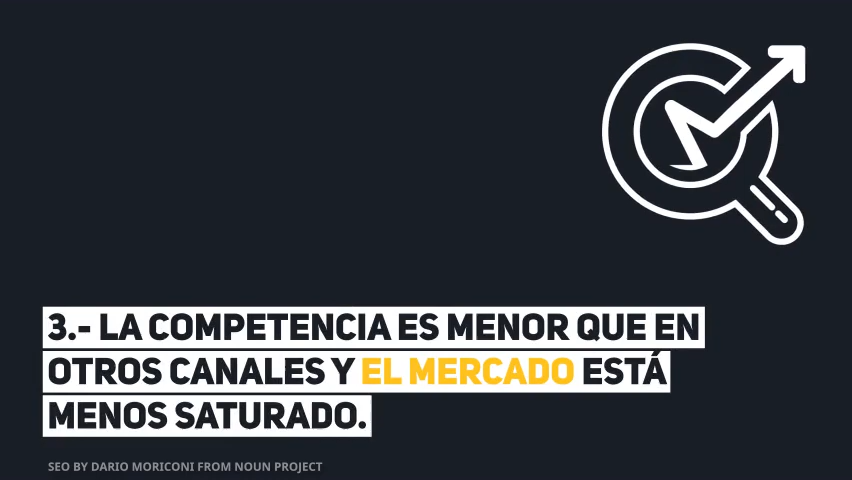 3.- LA COMPETENCIA ES MENOR QUE EN
OTROS CANALES Y EL MERCADO ESTÁ
MENOS SATURADO.
SEO BY DARIO MORICONI FROM NOUN PROJECT